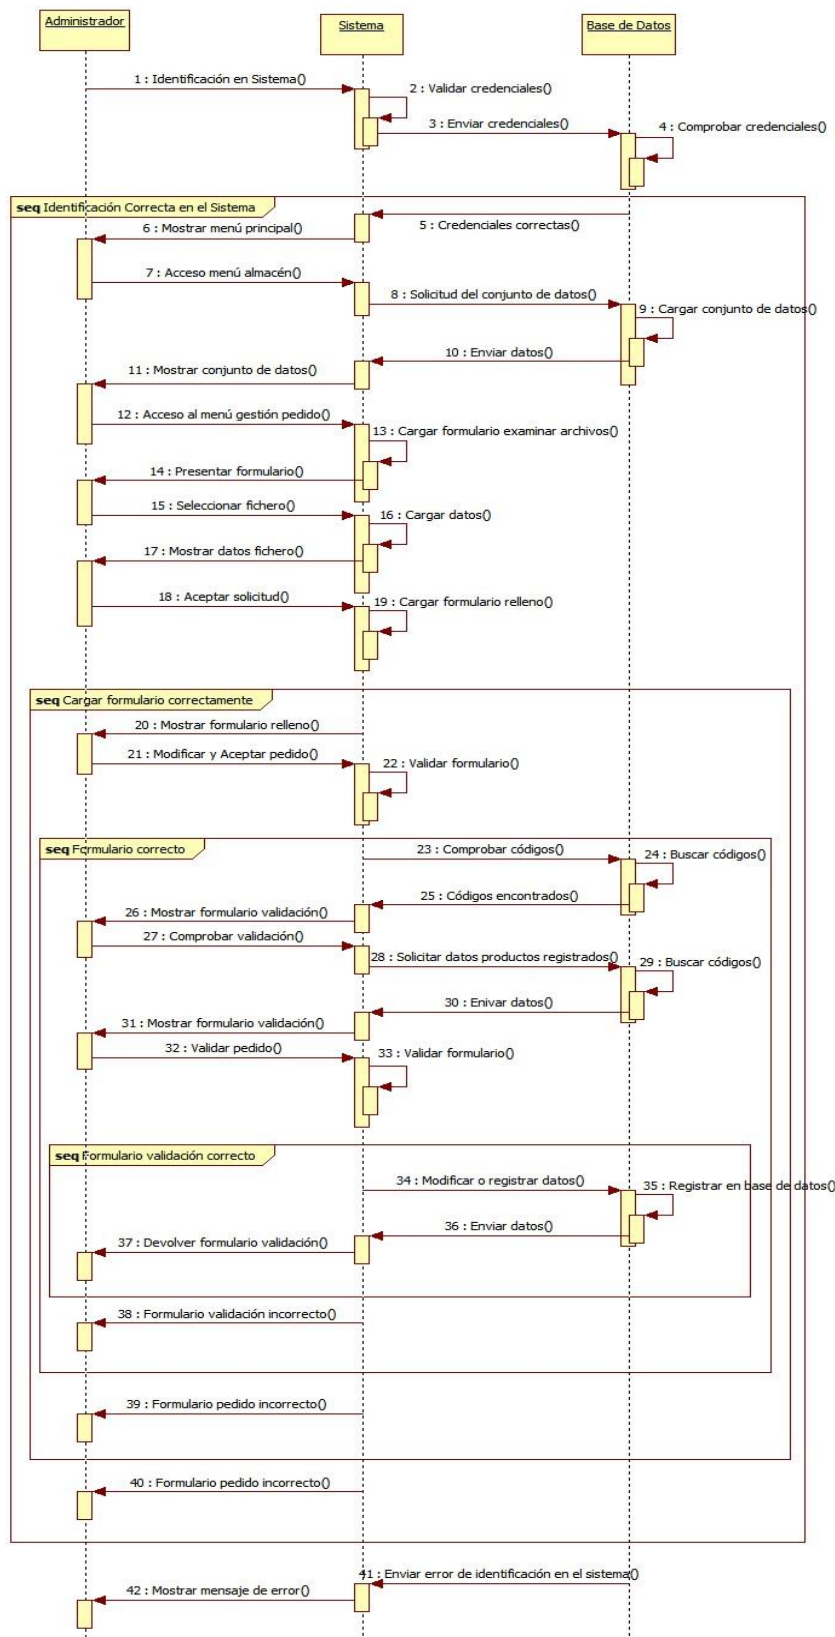 Administrador
Sistema
Base de Datos
1 : Identificación en Sistema()
2 : Validar credenciales()
3 : Enviar credenciales()
4 : Comprobar credenciales()
seq Identificación Correcta en el Sistema
5 : Credenciales correctas()
6 : Mostrar menú principal()
7 : Acceso menú almacén()
8 : Solicitud del conjunto de datos()
9 : Cargar conjunto de datos()
10 : Enviar datos()
11 : Mostrar conjunto de datos()
12 : Acceso al menú gestión pedido()
13 : Cargar formulario examinar archivos()
14 : Presentar formulario()
15 : Seleccionar fichero()
16 : Cargar datos()
17 : Mostrar datos fichero()
18 : Aceptar solicitud()
19 : Cargar formulario relleno()
seq Cargar formulario correctamente
20 : Mostrar formulario relleno()
21 : Modificar y Aceptar pedido()
22 : Validar formulario()
seq Formulario correcto
23 : Comprobar códigos()
24 : Buscar códigos()
25 : Códigos encontrados()
26 : Mostrar formulario validación()
27 : Comprobar validación()
28 : Solicitar datos productos registrados()
29 : Buscar códigos()
30 : Enivar datos()
31 : Mostrar formulario validación()
32 : Validar pedido()
33 : Validar formulario()
seq Formulario validación correcto
34 : Modificar o registrar datos()
35 : Registrar en base de datos()
36 : Enviar datos()
37 : Devolver formulario validación()
38 : Formulario validación incorrecto()
39 : Formulario pedido incorrecto()
40 : Formulario pedido incorrecto()
41 : Enviar error de identificación en el sistema()
42 : Mostrar mensaje de error()